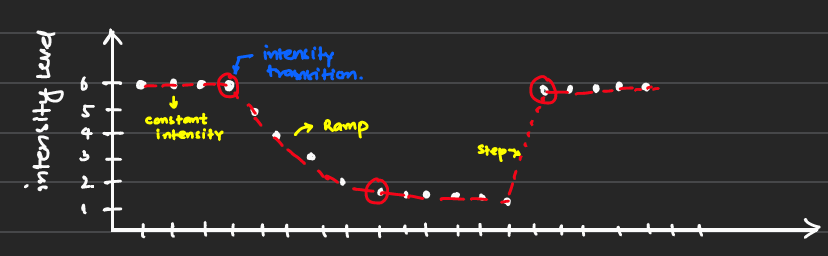 intensity Level
6
5
4
3
2
1
constant
intensity
intensity
transition.
Ramp
step